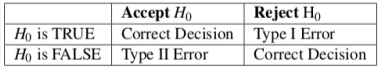 Accept H₀ Reject H₀
H₀ is TRUE Correct Decision Type I Error
H₀ is FALSE Type II Error Correct Decision